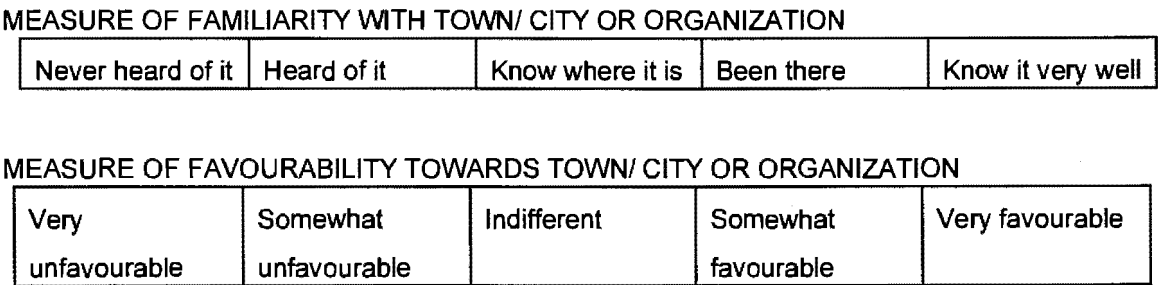 MEASURE OF FAMILIARITY WITH TOWN/ CITY OR ORGANIZATION
Never heard of it Heard of it Know where it is Been there Know it very well
MEASURE OF FAVOURABILITY TOWARDS TOWN/ CITY OR ORGANIZATION
Very Somewhat Indifferent Somewhat Very favourable
unfavourable unfavourable favourable